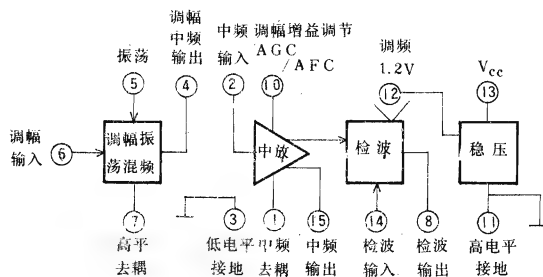 调幅
中频
输出
振荡
⑤
④
中频
输入
②
调幅增益调节
AGC
/AFC
⑩
调频
1.2V
⑫
Vcc
⑬
调幅
输入
⑥
调幅振
荡混频
中放
检波
稳压
⑦
③
①
⑮
⑭
⑧
⑪
高平
去耦
低电平
接地
中频
去耦
中频
输出
检波
输入
检波
输出
高电平
接地